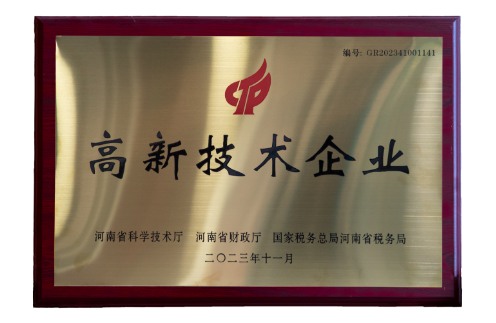 编号: GR202341001141
高新技术企业
河南省科学技术厅 河南省财政厅 国家税务总局河南省税务局
二〇二三年十一月